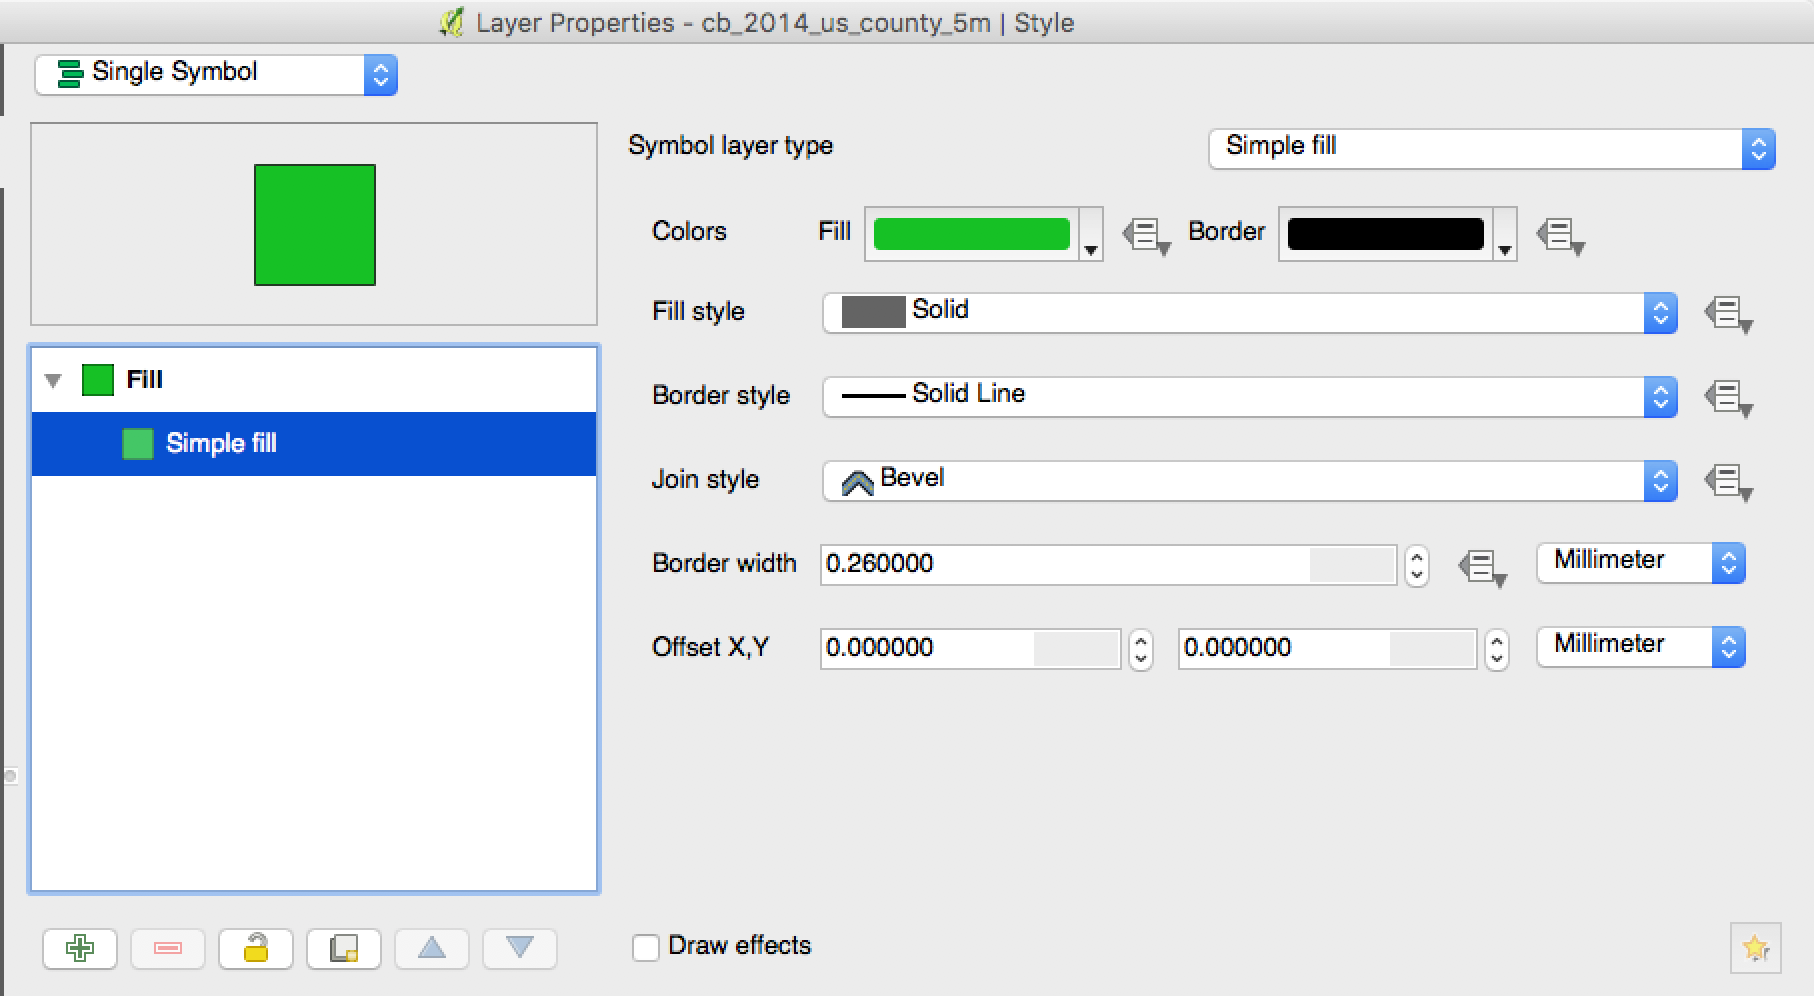 Layer Properties - cb_2014_us_county_5m | Style
Single Symbol
Symbol layer type
Simple fill
Colors
Fill
Border
Fill style
Solid
Fill
Border style
Solid Line
Simple fill
Join style
Bevel
Border width
0.260000
Millimeter
Offset X,Y
0.000000
0.000000
Millimeter
Draw effects